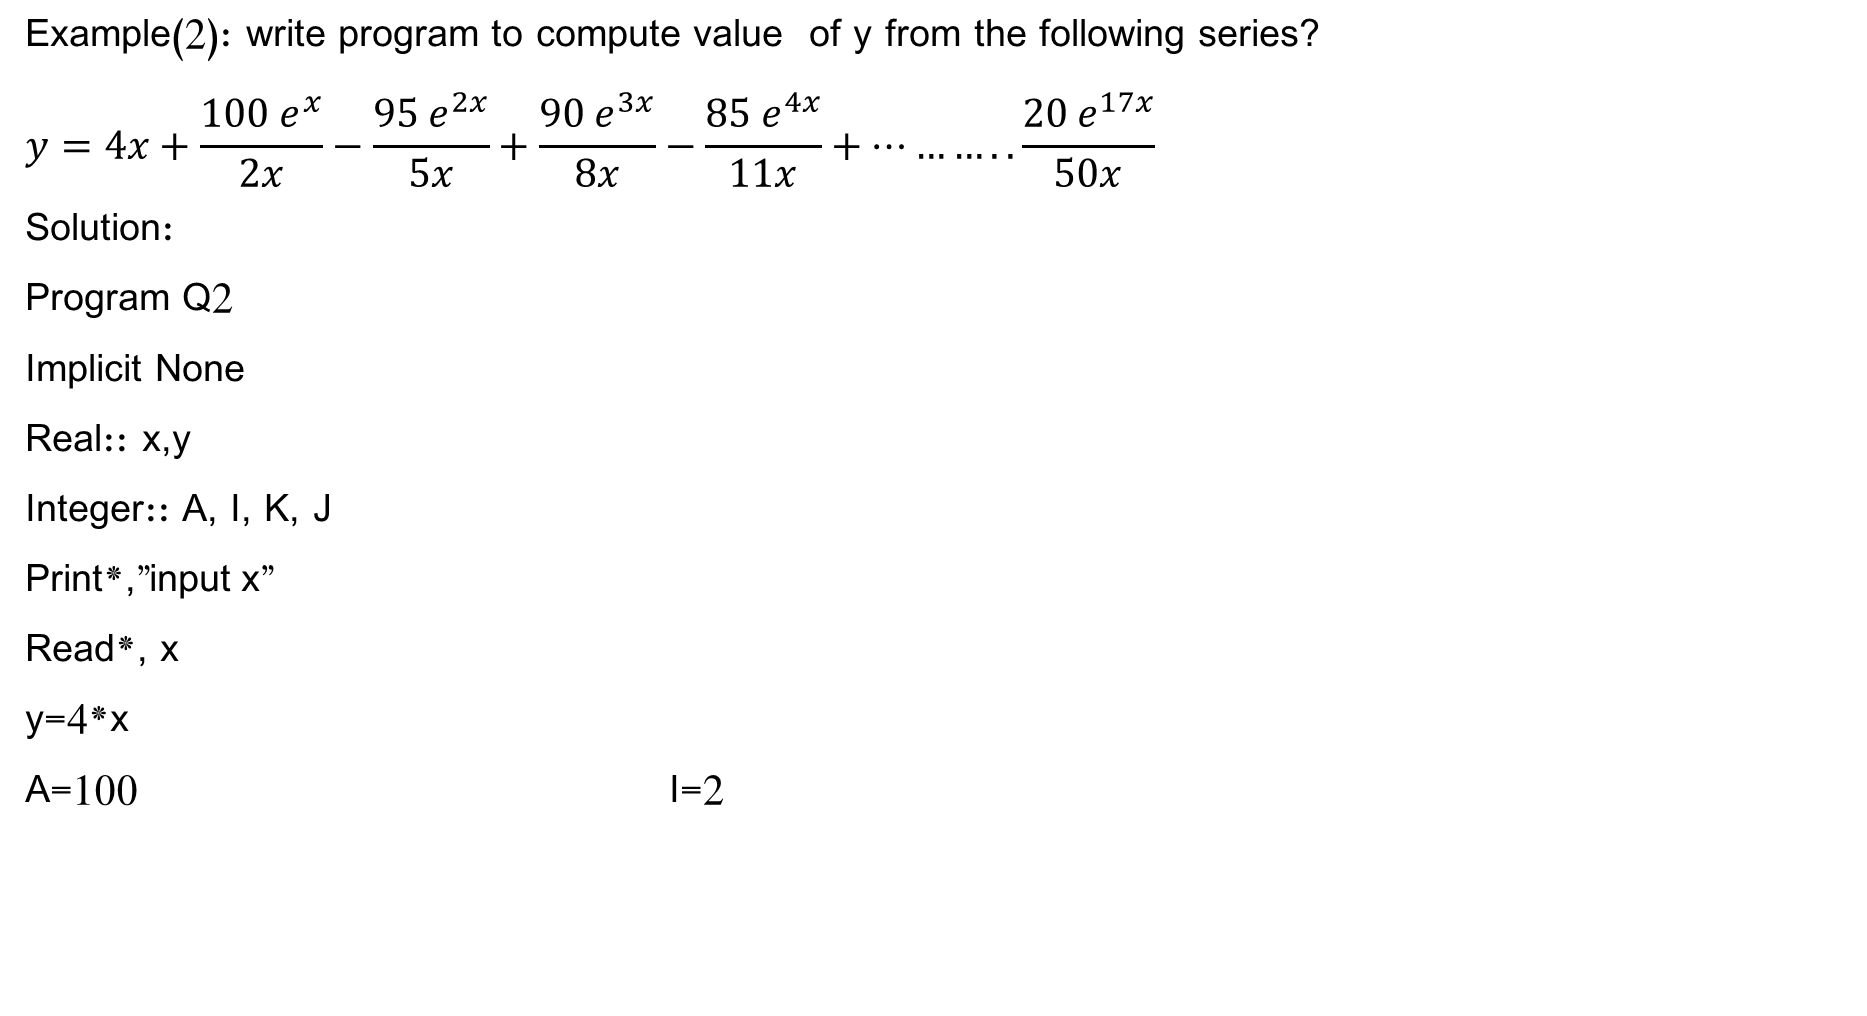 Example(2): write program to compute value of y from the following series?
y = 4x + 100 e^x / 2x − 95 e^2x / 5x + 90 e^3x / 8x − 85 e^4x / 11x + ⋯ … … . . 20 e^17x / 50x
Solution:
Program Q2
Implicit None
Real:: x,y
Integer:: A, I, K, J
Print*,”input x”
Read*, x
y=4*x
A=100 I=2